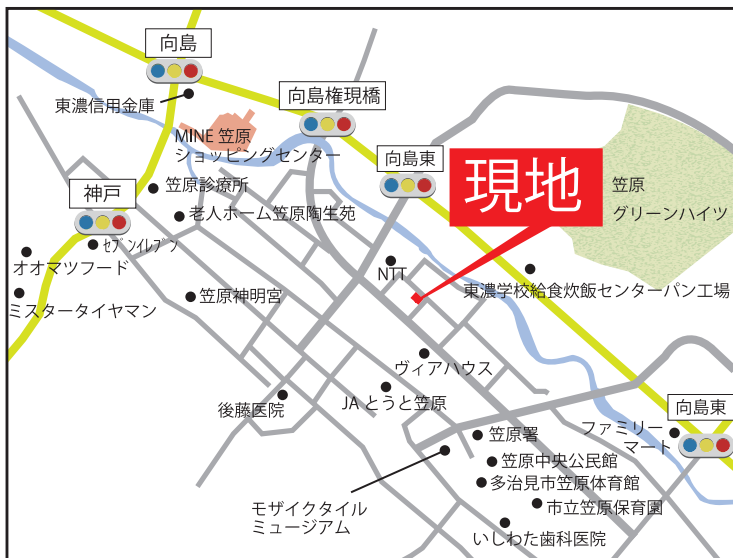 向島
東濃信用金庫
向島権現橋
MINE 笠原
ショッピングセンター
向島東
現地
笠原
グリーンハイツ
神戸
笠原診療所
老人ホーム笠原陶生苑
セブンイレブン
オオマツフード
NTT
東濃学校給食炊飯センターパン工場
ミスタータイヤマン
笠原神明宮
ヴィアハウス
後藤医院
JA とうと笠原
向島東
ファミリー
マート
笠原署
笠原中央公民館
多治見市笠原体育館
モザイクタイル
ミュージアム
市立笠原保育園
いしわた歯科医院